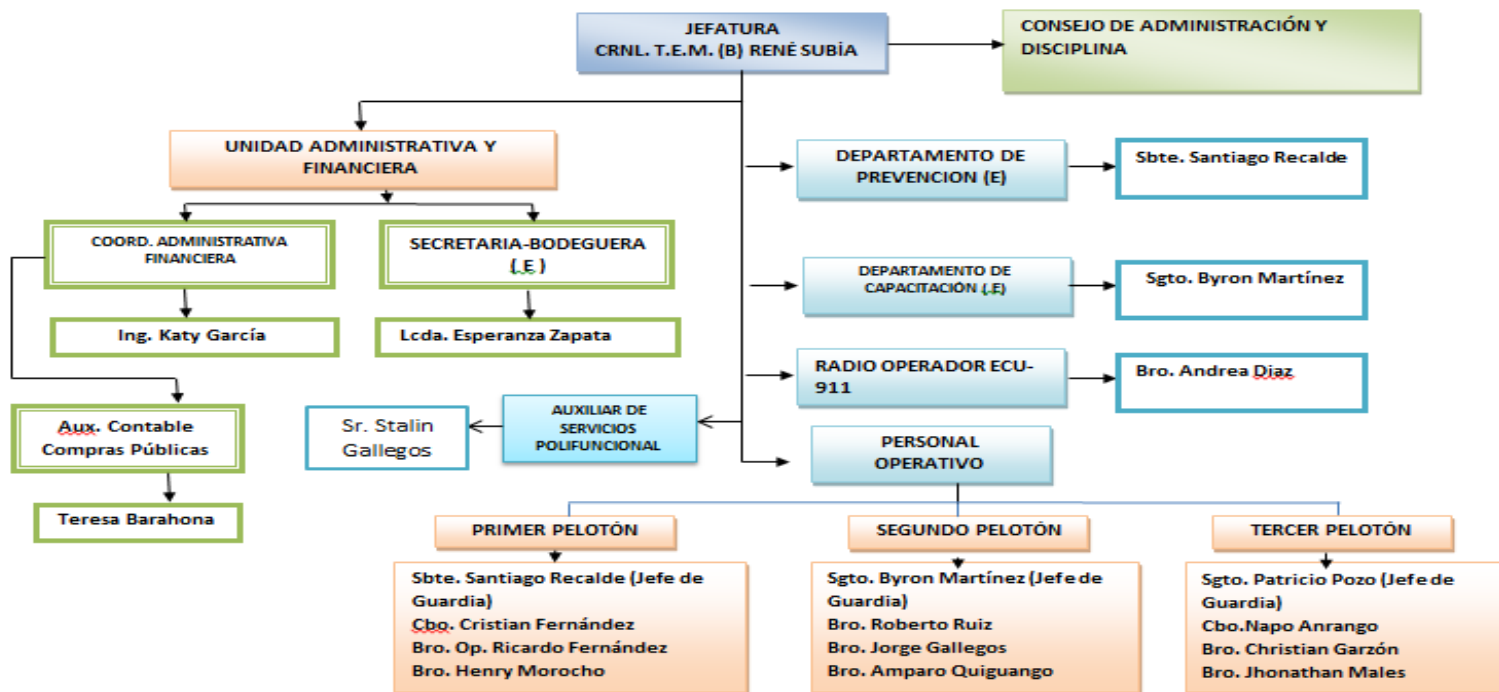 JEFATURA
CRNL. T.E.M. (B) RENÉ SUBÍA
CONSEJO DE ADMINISTRACIÓN Y
DISCIPLINA
UNIDAD ADMINISTRATIVA Y
FINANCIERA
DEPARTAMENTO DE
PREVENCION (E)
Sbte. Santiago Recalde
COORD. ADMINISTRATIVA
FINANCIERA
SECRETARIA-BODEGUERA
( E )
DEPARTAMENTO DE
CAPACITACIÓN (.E)
Sgto. Byron Martínez
Ing. Katy García
Lcda. Esperanza Zapata
RADIO OPERADOR ECU-
911
Bro. Andrea Diaz
Aux. Contable
Compras Públicas
Sr. Stalin
Gallegos
AUXILIAR DE
SERVICIOS
POLIFUNCIONAL
PERSONAL
OPERATIVO
Teresa Barahona
PRIMER PELOTÓN
Sbte. Santiago Recalde (Jefe de
Guardia)
Cbo. Cristian Fernández
Bro. Op. Ricardo Fernández
Bro. Henry Morocho
SEGUNDO PELOTÓN
Sgto. Byron Martínez (Jefe de
Guardia)
Bro. Roberto Ruiz
Bro. Jorge Gallegos
Bro. Amparo Quiguango
TERCER PELOTÓN
Sgto. Patricio Pozo (Jefe de
Guardia)
Cbo.Napo Anrango
Bro. Christian Garzón
Bro. Jhonathan Males